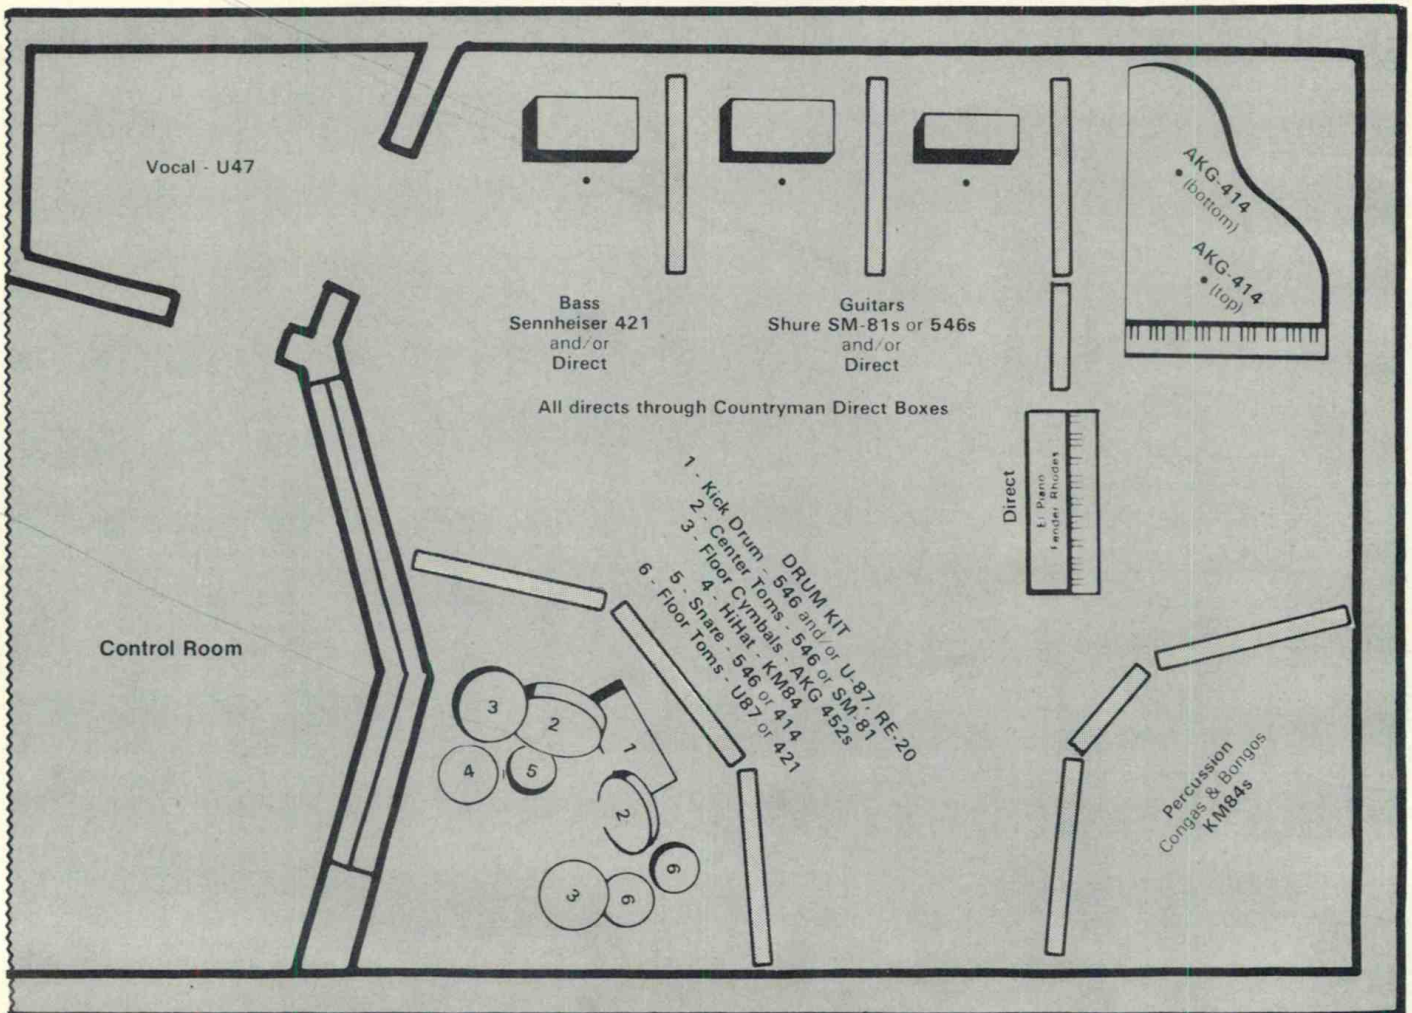 Vocal - U47
AKG-414
(bottom)
AKG-414
(top)
Bass
Sennheiser 421
and/or
Direct
Guitars
Shure SM-81s or 546s
and/or
Direct
All directs through Countryman Direct Boxes
Direct
El Piano
Fender Rhodes
DRUM KIT
1 - Kick Drum - 546 and/or U-87, RE-20
2 - Center Toms - 546 or SM-81
3 - Floor Cymbals - AKG 452s
4 - HiHat - KM84
5 - Snare - 546 or 414
6 - Floor Toms - U87 or 421
Control Room
3
2
1
4
5
2
6
3
6
Percussion
Congas & Bongos
KM84s